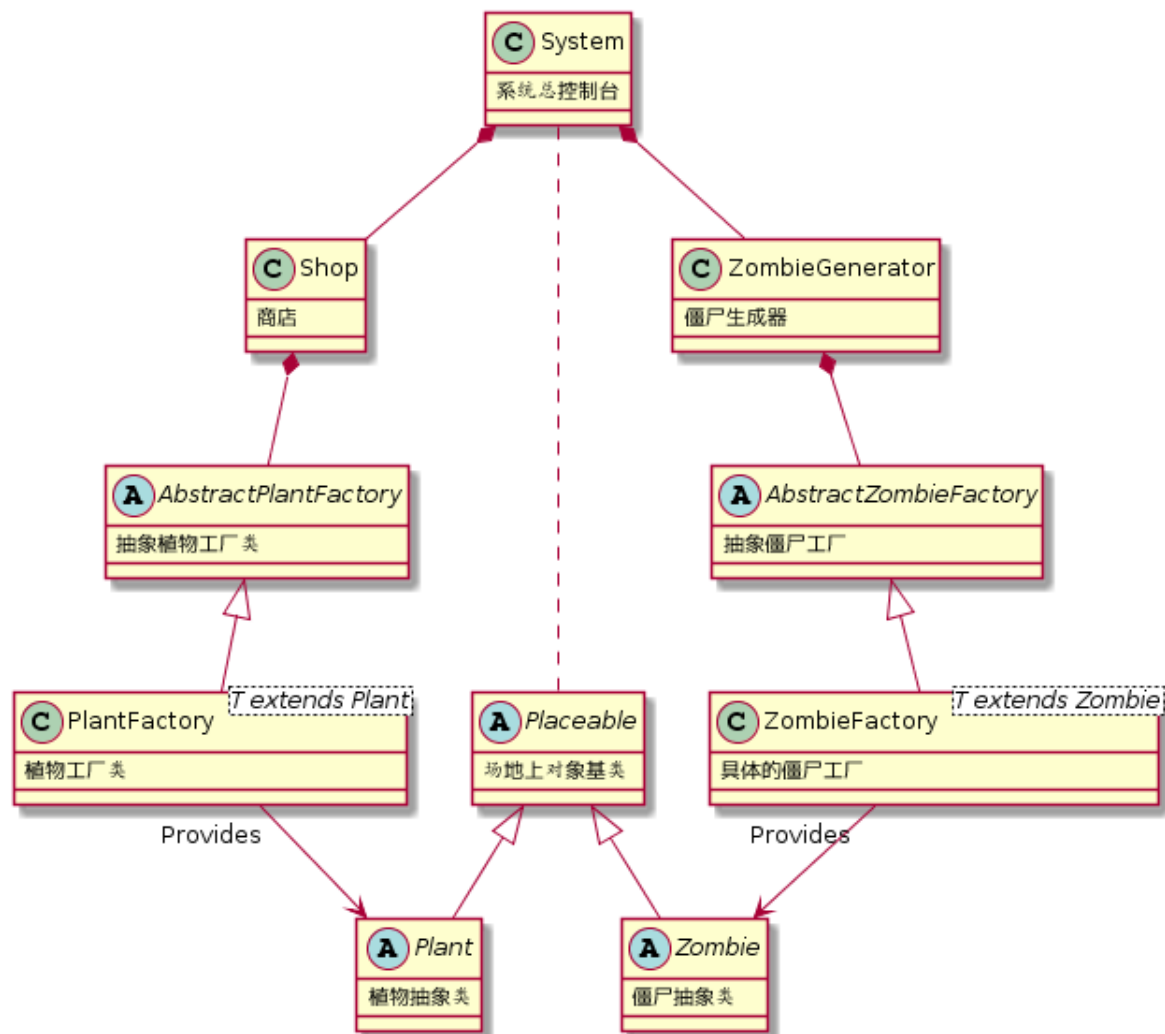 C System
系统总控制台
C Shop
商店
C ZombieGenerator
僵尸生成器
A AbstractPlantFactory
抽象植物工厂类
A AbstractZombieFactory
抽象僵尸工厂
C PlantFactory
T extends Plant
植物工厂类
A Placeable
场地上对象基类
C ZombieFactory
T extends Zombie
具体的僵尸工厂
Provides
Provides
A Plant
植物抽象类
A Zombie
僵尸抽象类